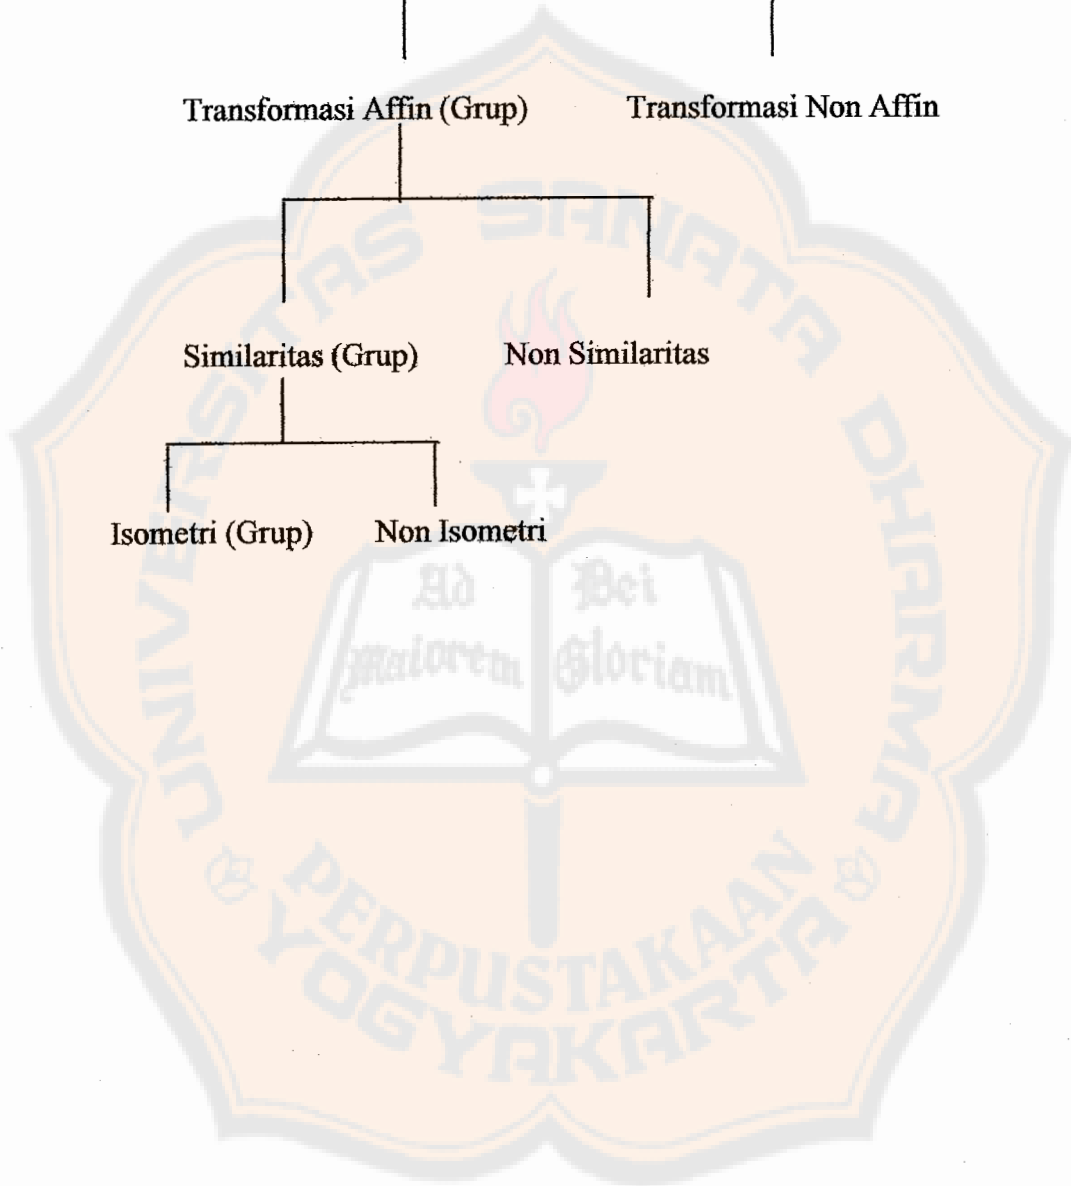 Transformasi Affin (Grup) Transformasi Non Affin
Similaritas (Grup) Non Similaritas
Isometri (Grup) Non Isometri
UNIVERSITAS SANATA DHARMA
Ad Dei
maiorem Gloriam
PERPUSTAKAAN
YOGYAKARTA